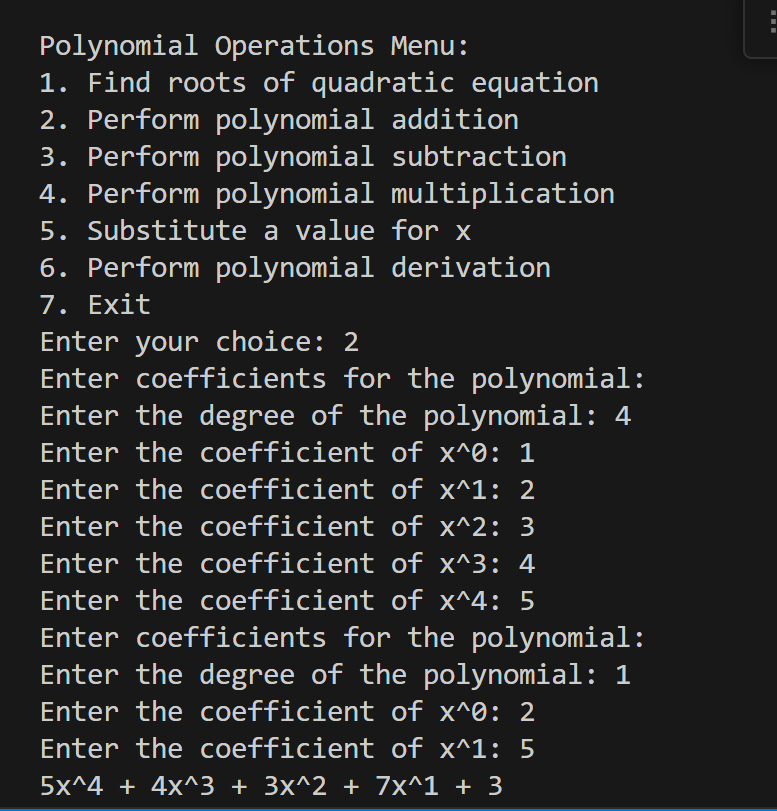 Polynomial Operations Menu:
1. Find roots of quadratic equation
2. Perform polynomial addition
3. Perform polynomial subtraction
4. Perform polynomial multiplication
5. Substitute a value for x
6. Perform polynomial derivation
7. Exit
Enter your choice: 2
Enter coefficients for the polynomial:
Enter the degree of the polynomial: 4
Enter the coefficient of x^0: 1
Enter the coefficient of x^1: 2
Enter the coefficient of x^2: 3
Enter the coefficient of x^3: 4
Enter the coefficient of x^4: 5
Enter coefficients for the polynomial:
Enter the degree of the polynomial: 1
Enter the coefficient of x^0: 2
Enter the coefficient of x^1: 5
5x^4 + 4x^3 + 3x^2 + 7x^1 + 3